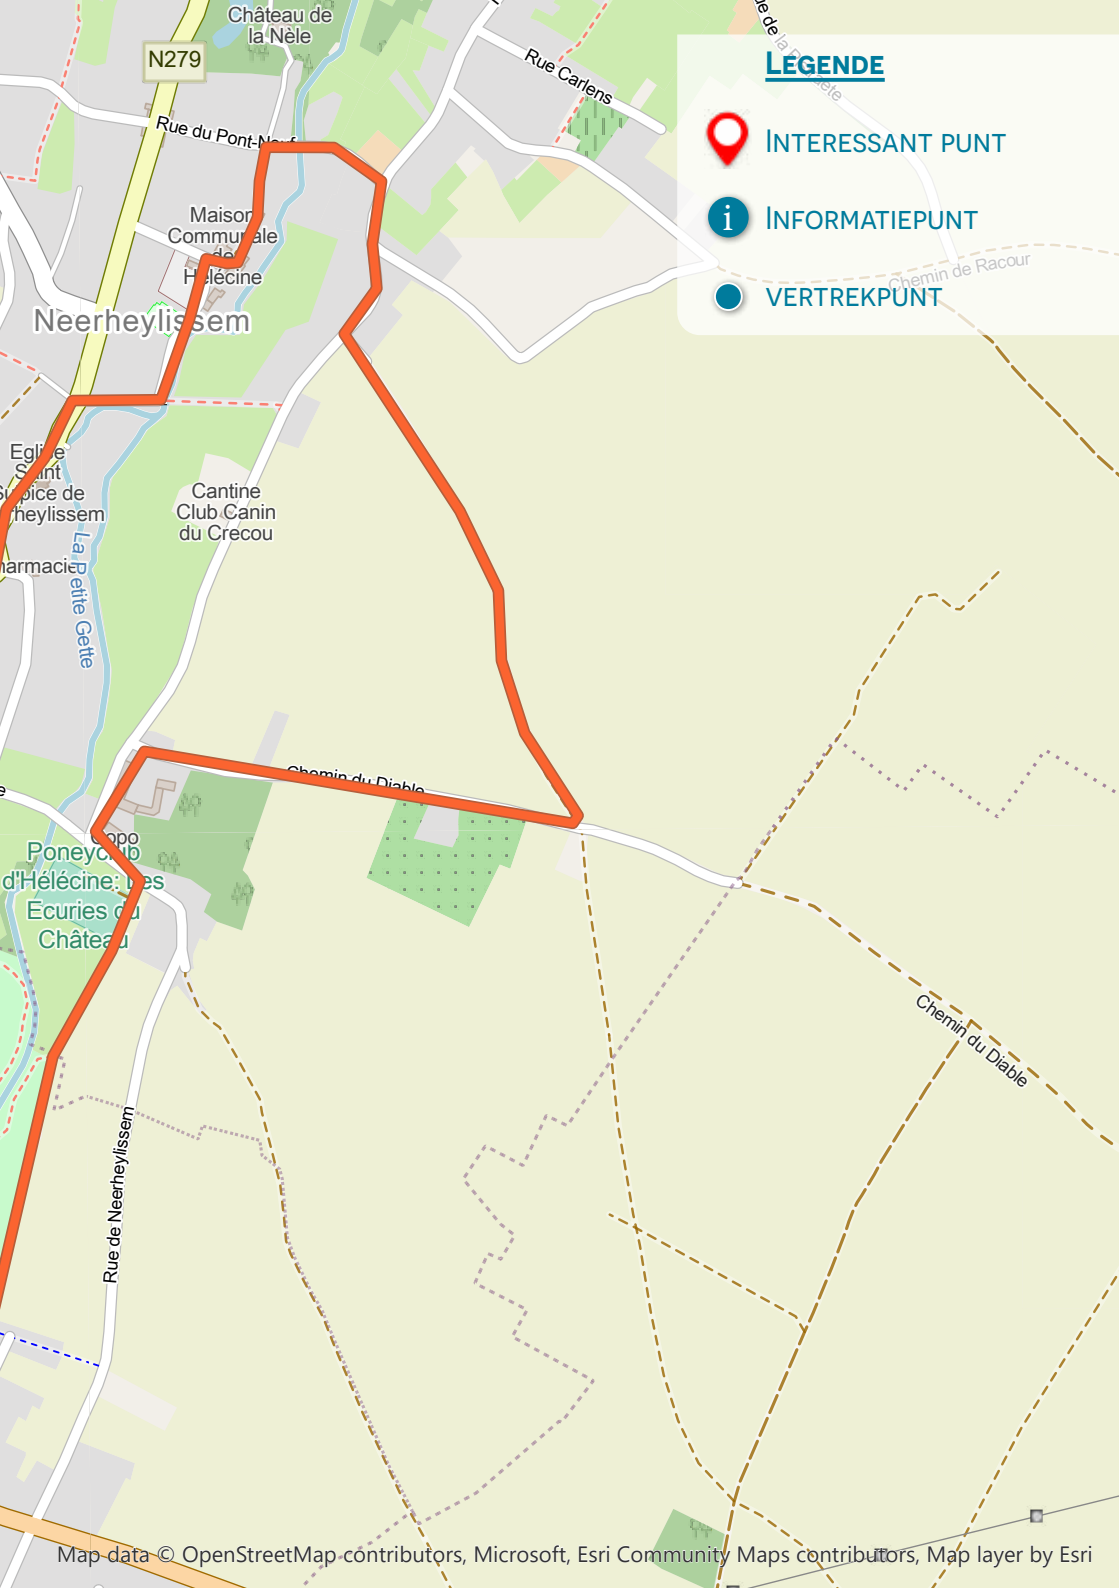 Château de
la Nèle
N279
Rue Carlens
Rue du Pont-Neuf
LEGENDE
INTERESSANT PUNT
i INFORMATIEPUNT
VERTREKPUNT
Chemin de Racour
Maison
Communale
de
Hélécine
Neerheylissem
Eglise
Saint
Sulpice de
heylissem
Cantine
Club Canin
du Crecou
armacie
La Petite Gette
Chemin du Diable
Poneyclub
d'Hélécine: Les
Ecuries du
Château
Chemin du Diable
Rue de Neerheylissem
Map data © OpenStreetMap contributors, Microsoft, Esri Community Maps contributors, Map layer by Esri